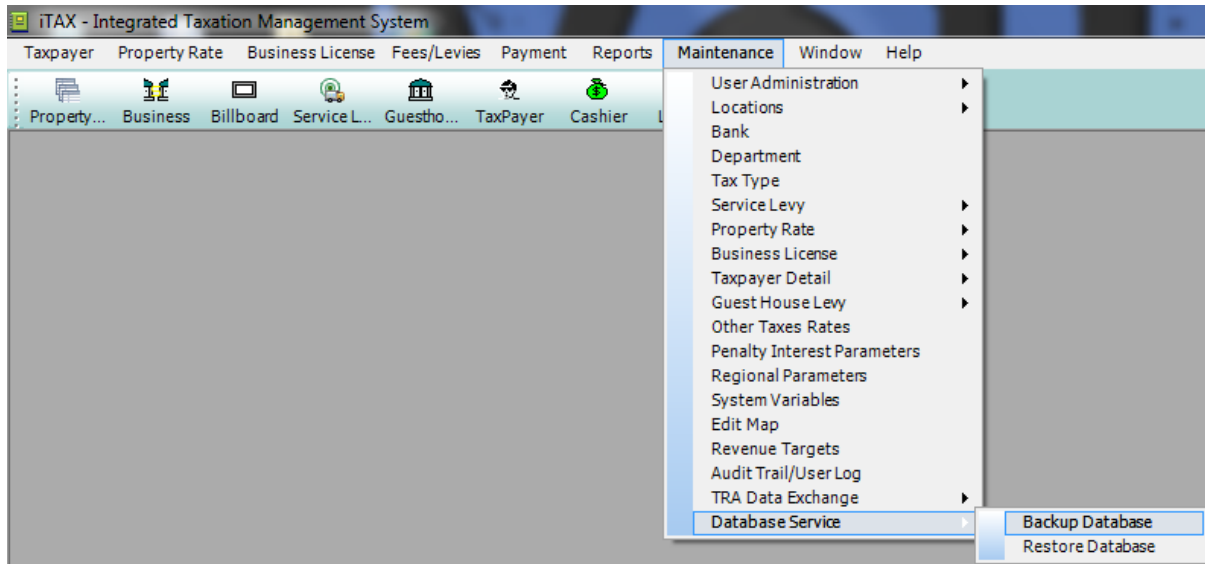 iTAX - Integrated Taxation Management System
Taxpayer Property Rate Business License Fees/Levies Payment Reports Maintenance Window Help
Property... Business Billboard Service L... Guestho... TaxPayer Cashier
User Administration
Locations
Bank
Department
Tax Type
Service Levy
Property Rate
Business License
Taxpayer Detail
Guest House Levy
Other Taxes Rates
Penalty Interest Parameters
Regional Parameters
System Variables
Edit Map
Revenue Targets
Audit Trail/User Log
TRA Data Exchange
Database Service
Backup Database
Restore Database